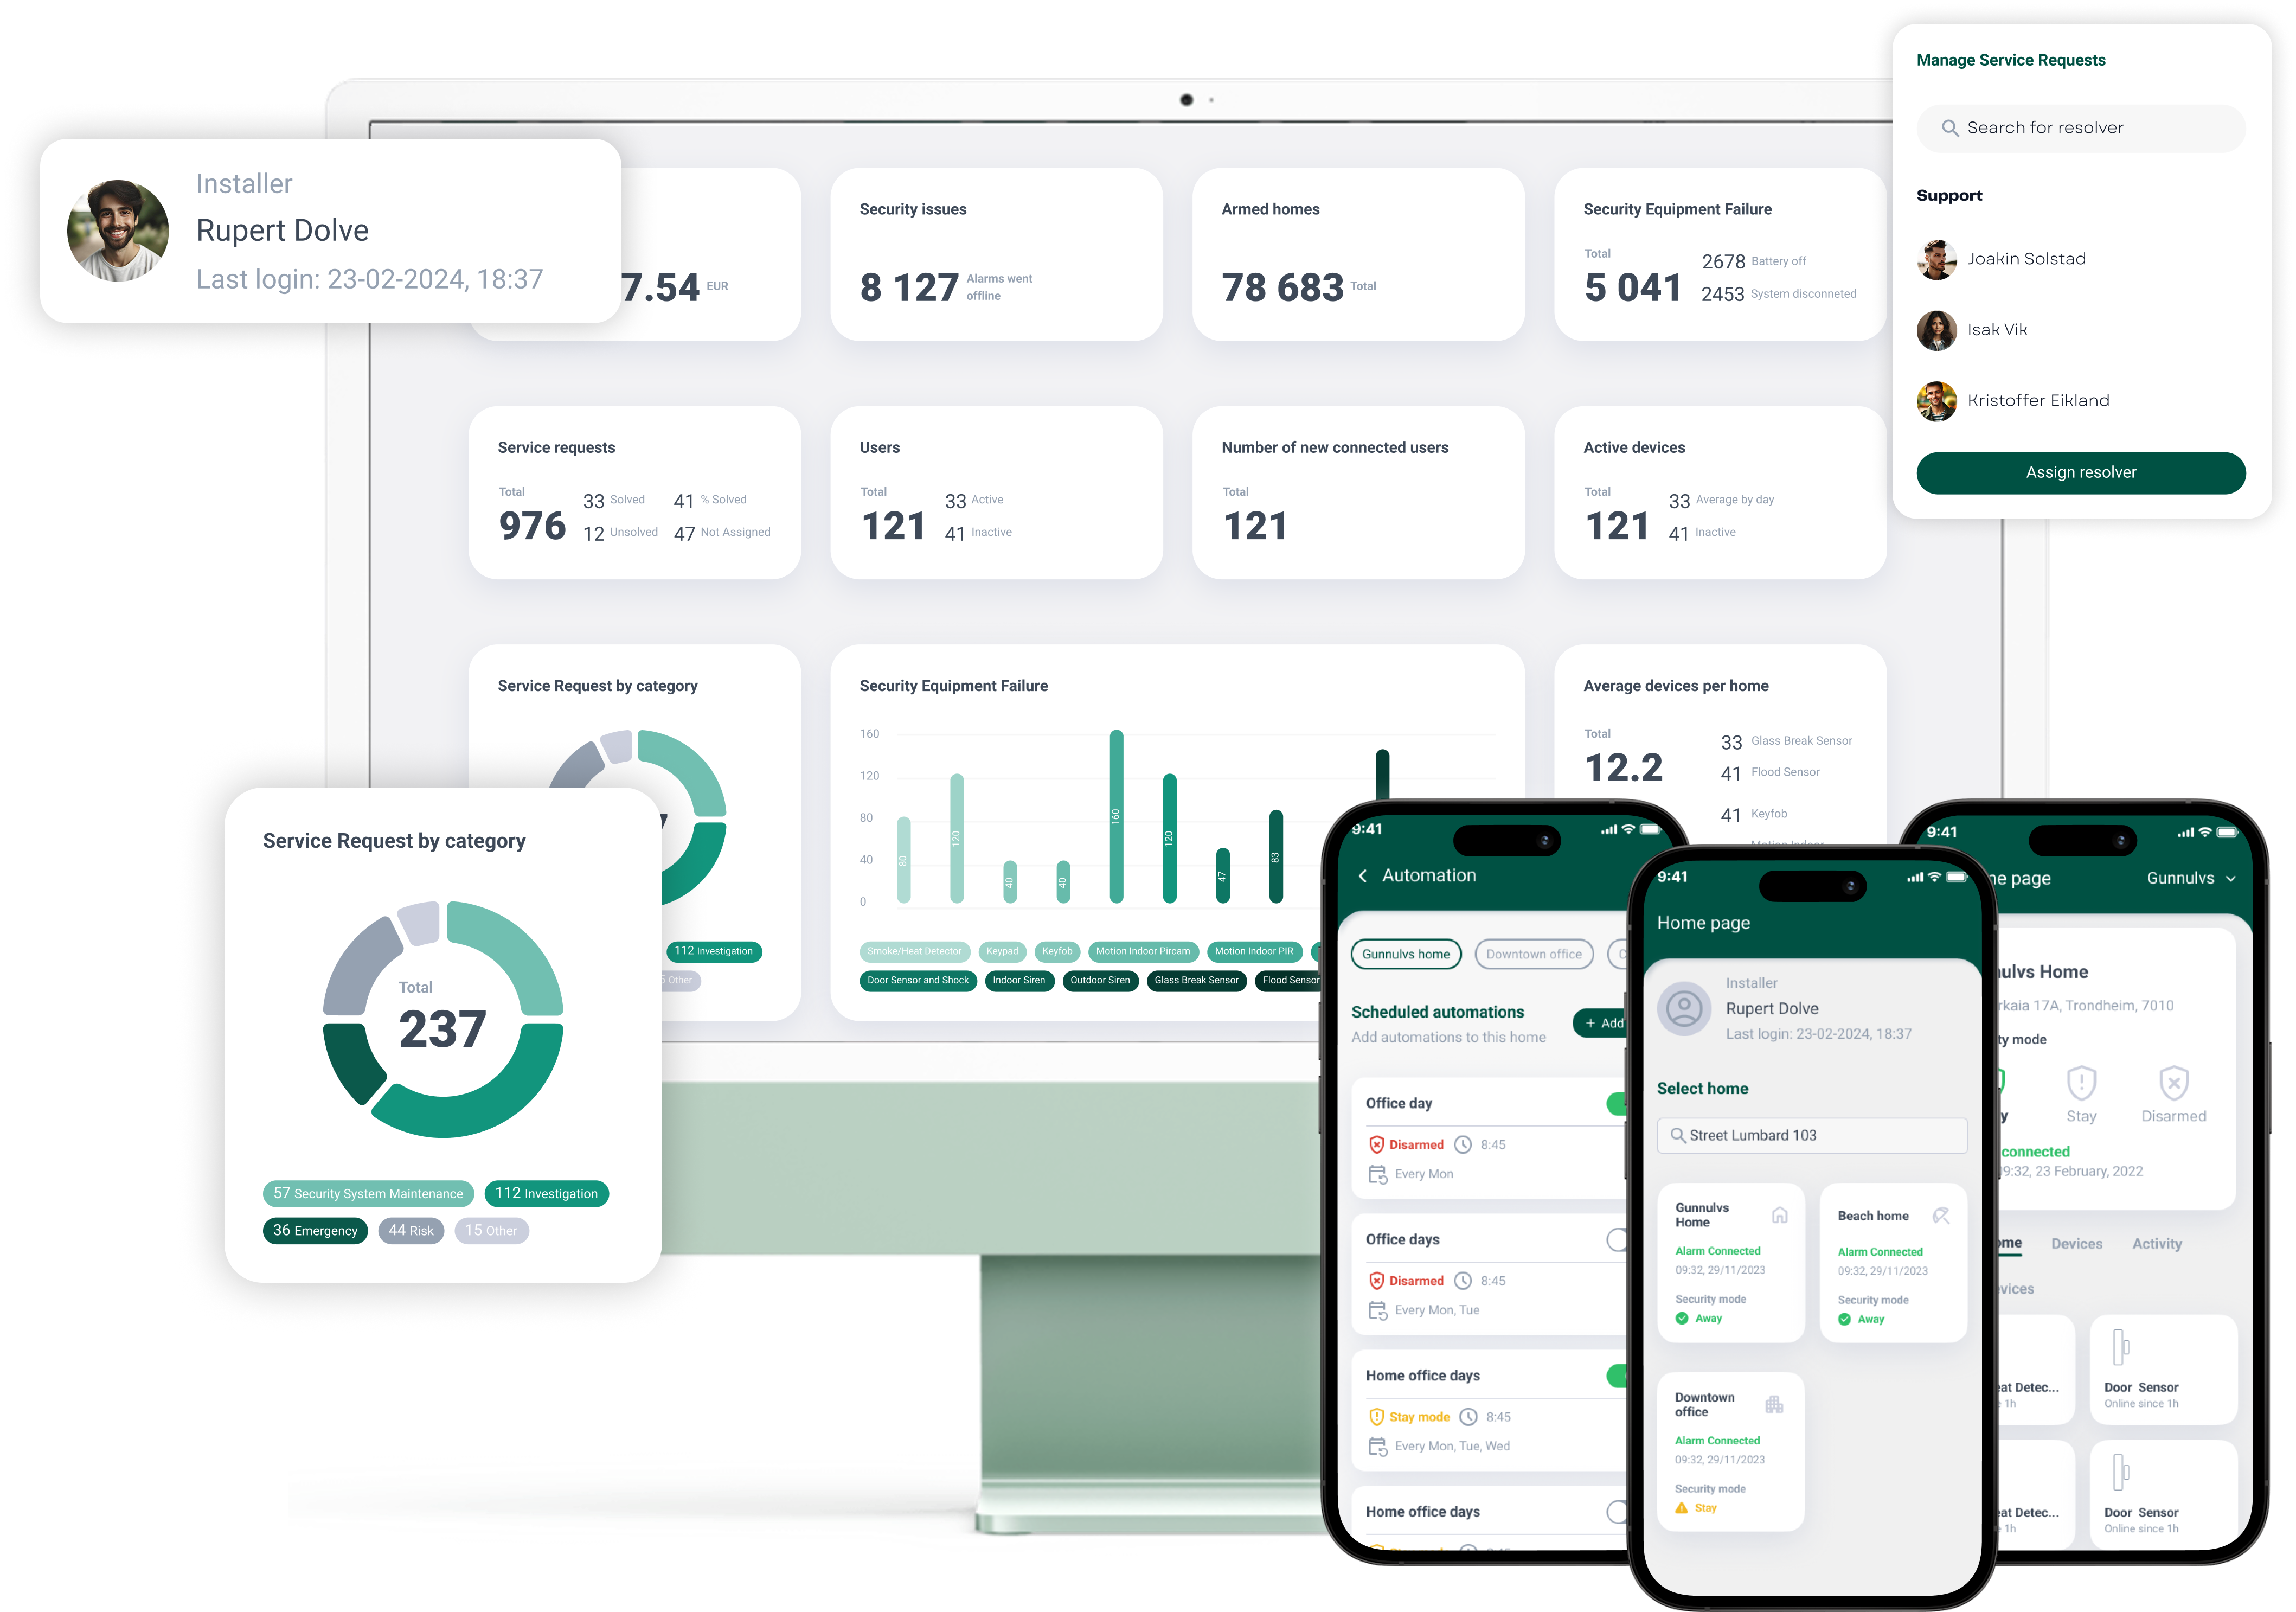 Manage Service Requests
Search for resolver
Support
Joakin Solstad
Isak Vik
Kristoffer Eikland
Assign resolver
Installer
Rupert Dolve
Last login: 23-02-2024, 18:37
7.54 EUR
Security issues
8 127 Alarms went
offline
Armed homes
78 683 Total
Security Equipment Failure
Total
5 041
2678 Battery off
2453 System disconneted
Service requests
Total
976
33 Solved
41 % Solved
12 Unsolved
47 Not Assigned
Users
Total
121
33 Active
41 Inactive
Number of new connected users
Total
121
Active devices
Total
121
33 Average by day
41 Inactive
Service Request by category
112 Investigation
Other
Security Equipment Failure
160
120
80
40
0
80
120
40
40
160
120
47
83
Smoke/Heat Detector
Keypad
Keyfob
Motion Indoor Pircam
Motion Indoor PIR
Door Sensor and Shock
Indoor Siren
Outdoor Siren
Glass Break Sensor
Flood Sensor
Average devices per home
Total
12.2
33 Glass Break Sensor
41 Flood Sensor
41 Keyfob
Service Request by category
Total
237
57 Security System Maintenance
112 Investigation
36 Emergency
44 Risk
15 Other
9:41
Automation
Gunnulvs home
Downtown office
Scheduled automations
Add automations to this home
+ Add
Office day
Disarmed
8:45
Every Mon
Office days
Disarmed
8:45
Every Mon, Tue
Home office days
Stay mode
8:45
Every Mon, Tue, Wed
Home office days
9:41
Home page
Installer
Rupert Dolve
Last login: 23-02-2024, 18:37
Select home
Street Lumbard 103
Gunnulvs
Home
Alarm Connected
09:32, 29/11/2023
Security mode
Away
Beach home
Alarm Connected
09:32, 29/11/2023
Security mode
Away
Downtown
office
Alarm Connected
09:32, 29/11/2023
Security mode
Stay
9:41
page
Gunnulvs
Home
17A, Trondheim, 7010
mode
Stay
Disarmed
connected
9:32, 23 February, 2022
Devices
Activity
1h
Door Sensor
Online since 1h
1h
Door Sensor
Online since 1h